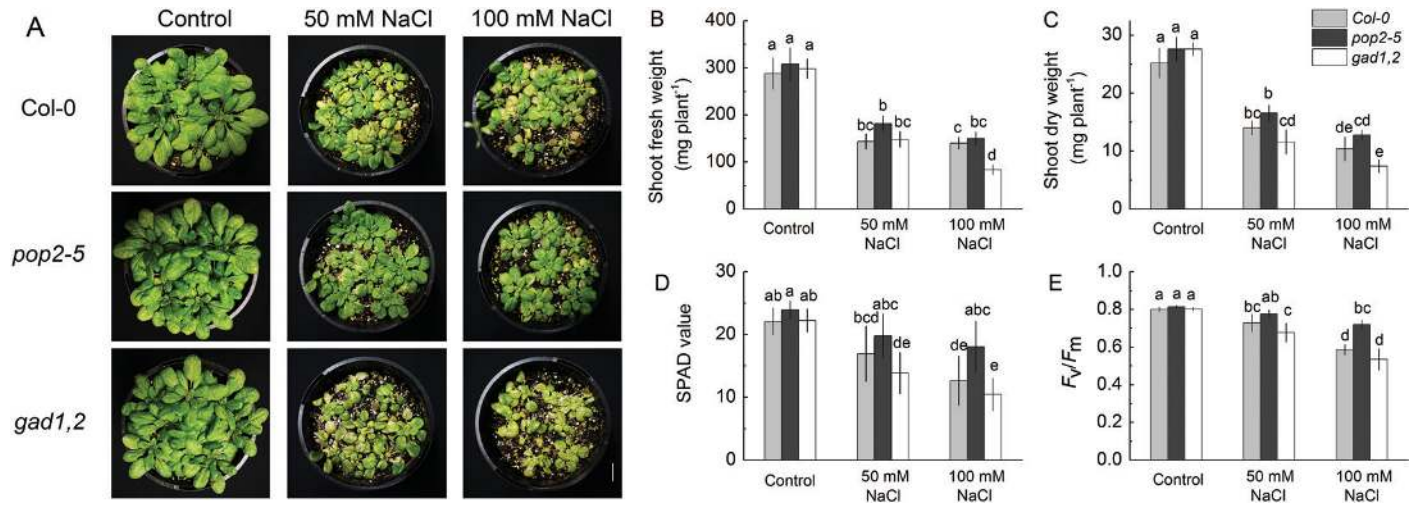 A
Control
50 mM NaCl
100 mM NaCl
Col-0
pop2-5
gad1,2
B
Shoot fresh weight
(mg plant⁻¹)
400
300
200
100
0
a a a
bc b bc
c bc d
Control
50 mM
NaCl
100 mM
NaCl
C
Shoot dry weight
(mg plant⁻¹)
30
20
10
0
a a a
bc b cd
de cd e
Col-0
pop2-5
gad1,2
Control
50 mM
NaCl
100 mM
NaCl
D
SPAD value
30
20
10
0
ab a ab
bcd abc de
de abc e
Control
50 mM
NaCl
100 mM
NaCl
E
Fv/Fm
1.0
0.8
0.6
0.4
0.2
0.0
a a a
bc ab c
d bc d
Control
50 mM
NaCl
100 mM
NaCl